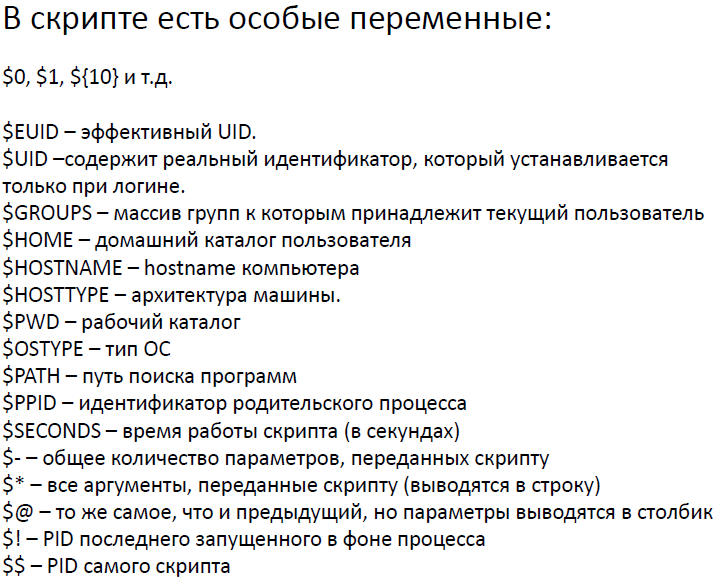 В скрипте есть особые переменные:
$0, $1, ${10} и т.д.
$EUID – эффективный UID.
$UID –содержит реальный идентификатор, который устанавливается
только при логине.
$GROUPS – массив групп к которым принадлежит текущий пользователь
$HOME – домашний каталог пользователя
$HOSTNAME – hostname компьютера
$HOSTTYPE – архитектура машины.
$PWD – рабочий каталог
$OSTYPE – тип ОС
$PATH – путь поиска программ
$PPID – идентификатор родительского процесса
$SECONDS – время работы скрипта (в секундах)
$- – общее количество параметров, переданных скрипту
$* – все аргументы, переданные скрипту (выводятся в строку)
$@ – то же самое, что и предыдущий, но параметры выводятся в столбик
$! – PID последнего запущенного в фоне процесса
$$ – PID самого скрипта